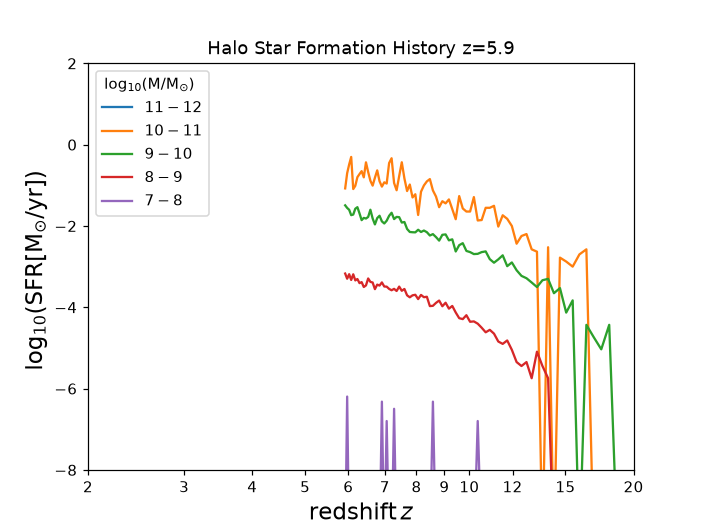 Halo Star Formation History z=5.9
log₁₀(M/M⊙)
11 − 12
10 − 11
9 − 10
8 − 9
7 − 8
log₁₀(SFR[M⊙/yr])
2
0
−2
−4
−6
−8
2 3 4 5 6 7 8 9 10 12 15 20
redshift z